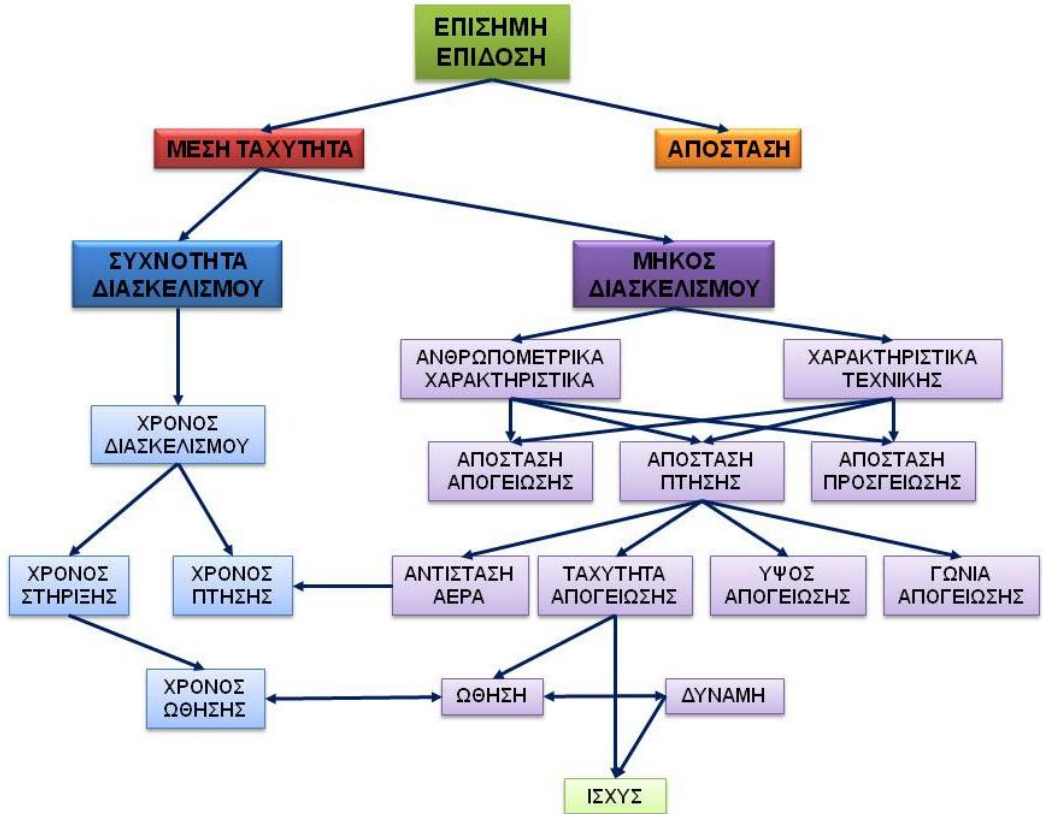 ΕΠΙΣΗΜΗ
ΕΠΙΔΟΣΗ
ΜΕΣΗ ΤΑΧΥΤΗΤΑ
ΑΠΟΣΤΑΣΗ
ΣΥΧΝΟΤΗΤΑ
ΔΙΑΣΚΕΛΙΣΜΟΥ
ΜΗΚΟΣ
ΔΙΑΣΚΕΛΙΣΜΟΥ
ΑΝΘΡΩΠΟΜΕΤΡΙΚΑ
ΧΑΡΑΚΤΗΡΙΣΤΙΚΑ
ΧΑΡΑΚΤΗΡΙΣΤΙΚΑ
ΤΕΧΝΙΚΗΣ
ΧΡΟΝΟΣ
ΔΙΑΣΚΕΛΙΣΜΟΥ
ΑΠΟΣΤΑΣΗ
ΑΠΟΓΕΙΩΣΗΣ
ΑΠΟΣΤΑΣΗ
ΠΤΗΣΗΣ
ΑΠΟΣΤΑΣΗ
ΠΡΟΣΓΕΙΩΣΗΣ
ΧΡΟΝΟΣ
ΣΤΗΡΙΞΗΣ
ΧΡΟΝΟΣ
ΠΤΗΣΗΣ
ΑΝΤΙΣΤΑΣΗ
ΑΕΡΑ
ΤΑΧΥΤΗΤΑ
ΑΠΟΓΕΙΩΣΗΣ
ΥΨΟΣ
ΑΠΟΓΕΙΩΣΗΣ
ΓΩΝΙΑ
ΑΠΟΓΕΙΩΣΗΣ
ΧΡΟΝΟΣ
ΩΘΗΣΗΣ
ΩΘΗΣΗ
ΔΥΝΑΜΗ
ΙΣΧΥΣ